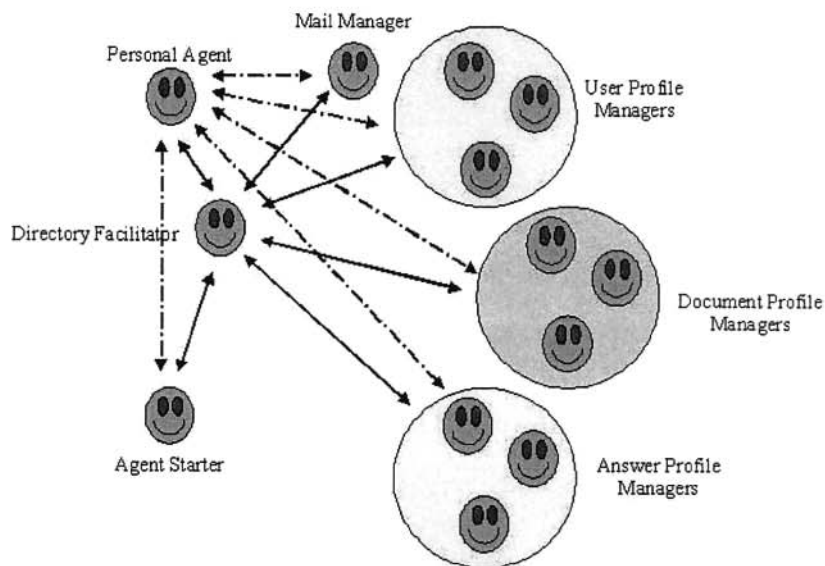 Mail Manager
Personal Agent
User Profile
Managers
Directory Facilitator
Document Profile
Managers
Agent Starter
Answer Profile
Managers